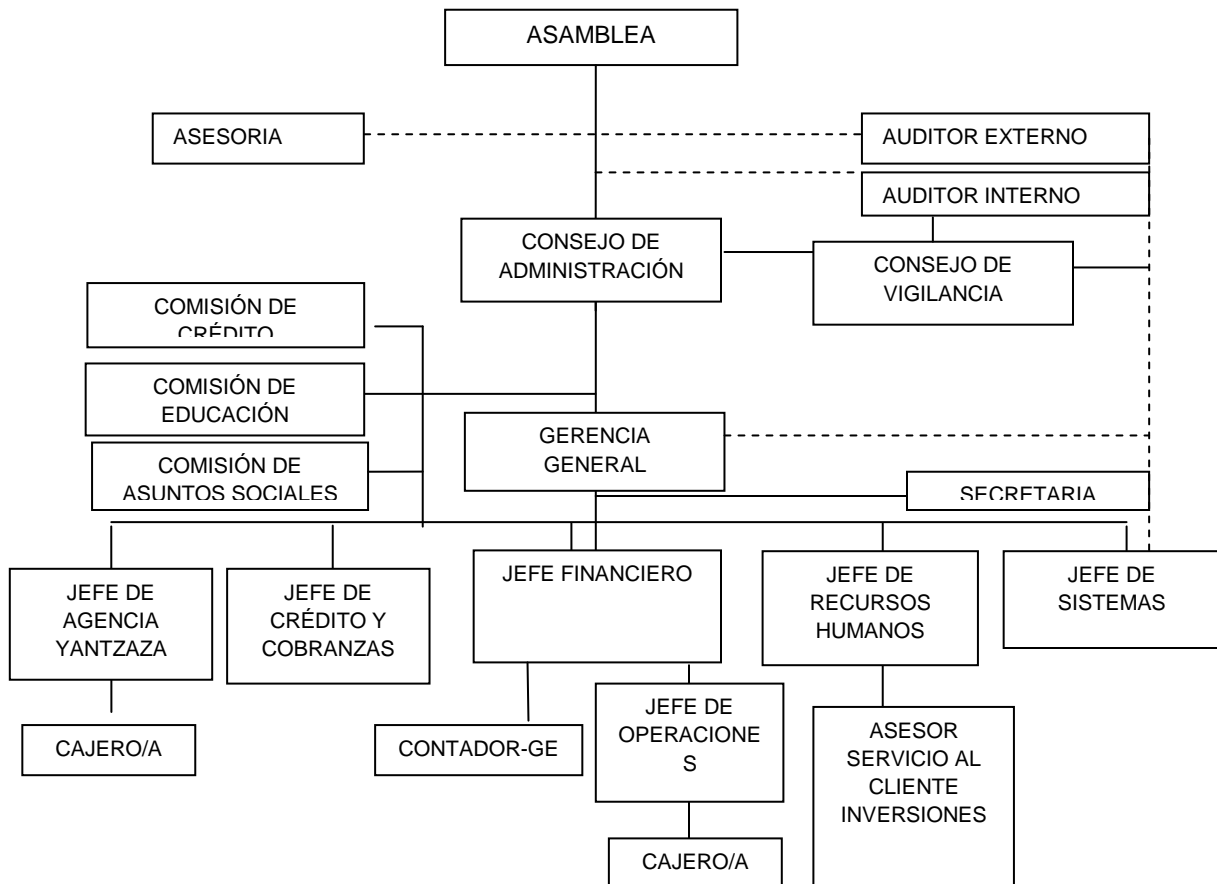 ASAMBLEA
ASESORIA
AUDITOR EXTERNO
AUDITOR INTERNO
CONSEJO DE
ADMINISTRACIÓN
CONSEJO DE
VIGILANCIA
COMISIÓN DE
CRÉDITO
COMISIÓN DE
EDUCACIÓN
GERENCIA
GENERAL
COMISIÓN DE
ASUNTOS SOCIALES
SECRETARIA
JEFE DE
AGENCIA
YANTZAZA
JEFE DE
CRÉDITO Y
COBRANZAS
JEFE FINANCIERO
JEFE DE
RECURSOS
HUMANOS
JEFE DE
SISTEMAS
CAJERO/A
CONTADOR-GE
JEFE DE
OPERACIONE
S
ASESOR
SERVICIO AL
CLIENTE
INVERSIONES
CAJERO/A